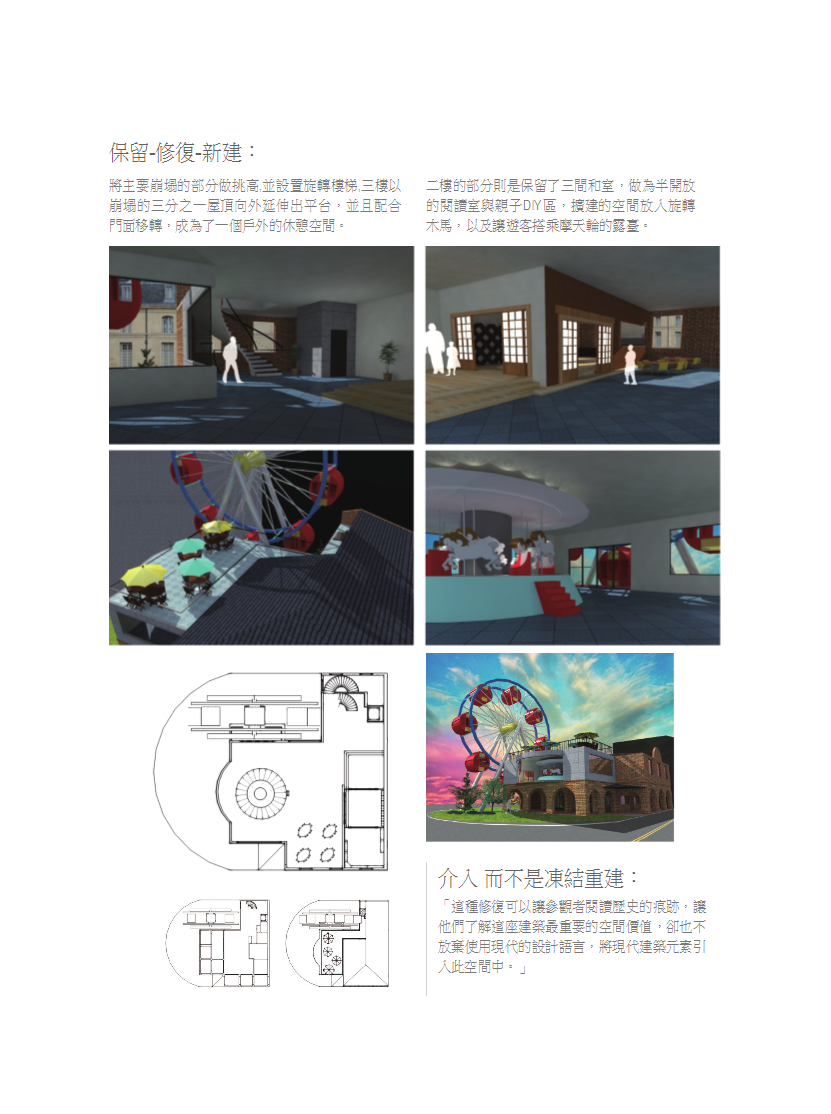 保留-修復-新建：
將主要崩塌的部分做挑高,並設置旋轉樓梯,三樓以
崩塌的三分之一屋頂向外延伸出平台，並且配合
門面移轉，成為了一個戶外的休憩空間。
二樓的部分則是保留了三間和室，做為半開放
的閱讀室與親子DIY區，擴建的空間放入旋轉
木馬，以及讓遊客搭乘摩天輪的露臺。
介入 而不是凍結重建：
「這種修復可以讓參觀者閱讀歷史的痕跡，讓
他們了解這座建築最重要的空間價值，卻也不
放棄使用現代的設計語言，將現代建築元素引
入此空間中。」